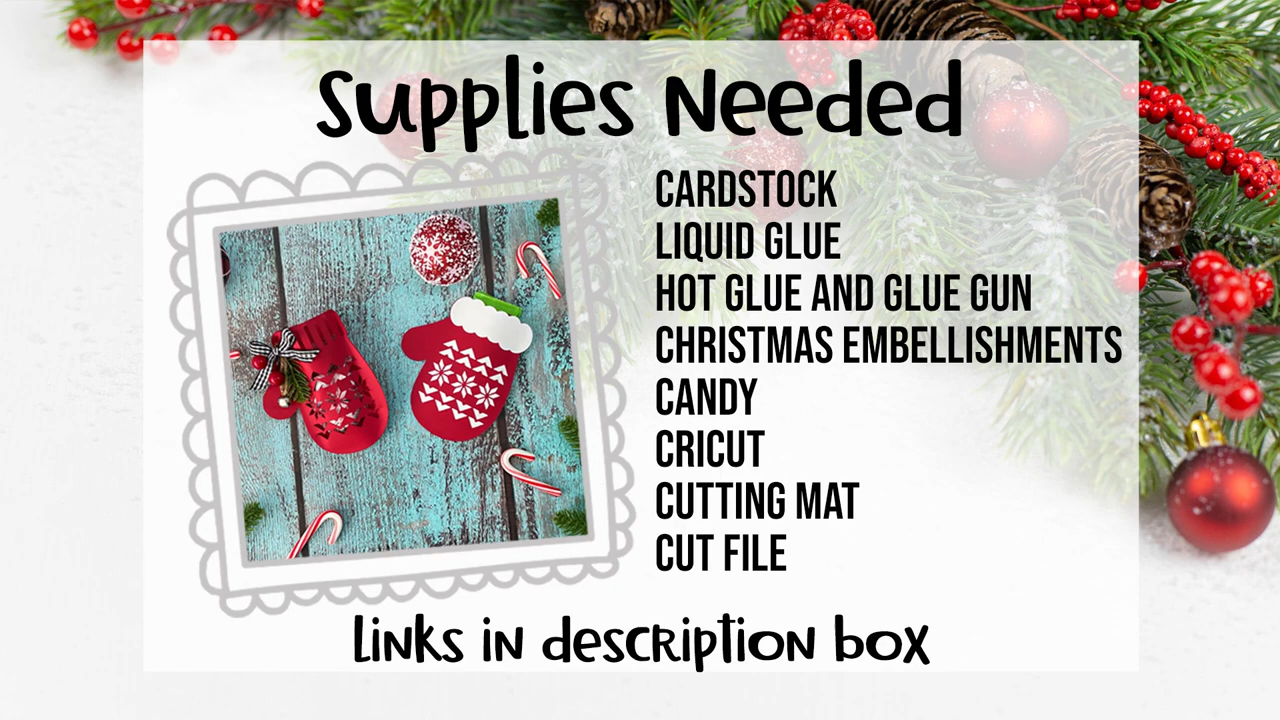 Supplies Needed
CARDSTOCK
LIQUID GLUE
HOT GLUE AND GLUE GUN
CHRISTMAS EMBELLISHMENTS
CANDY
CRICUT
CUTTING MAT
CUT FILE
Links in description box